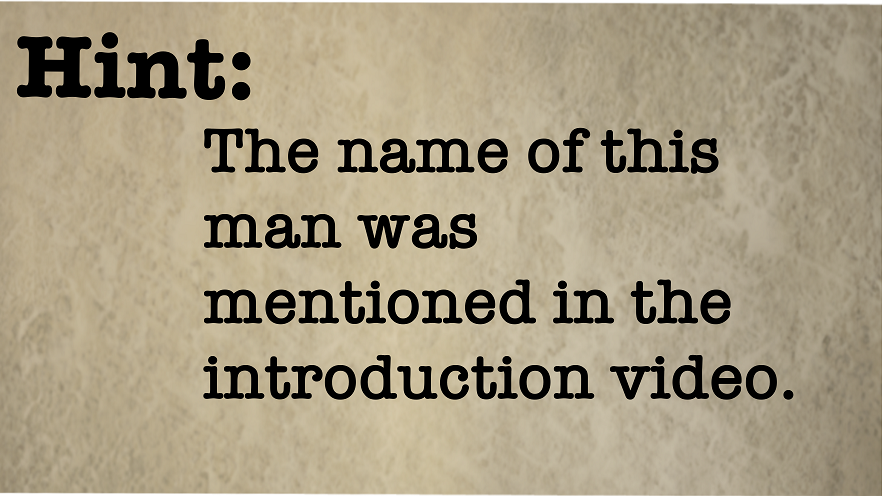 Hint:
The name of this
man was
mentioned in the
introduction video.